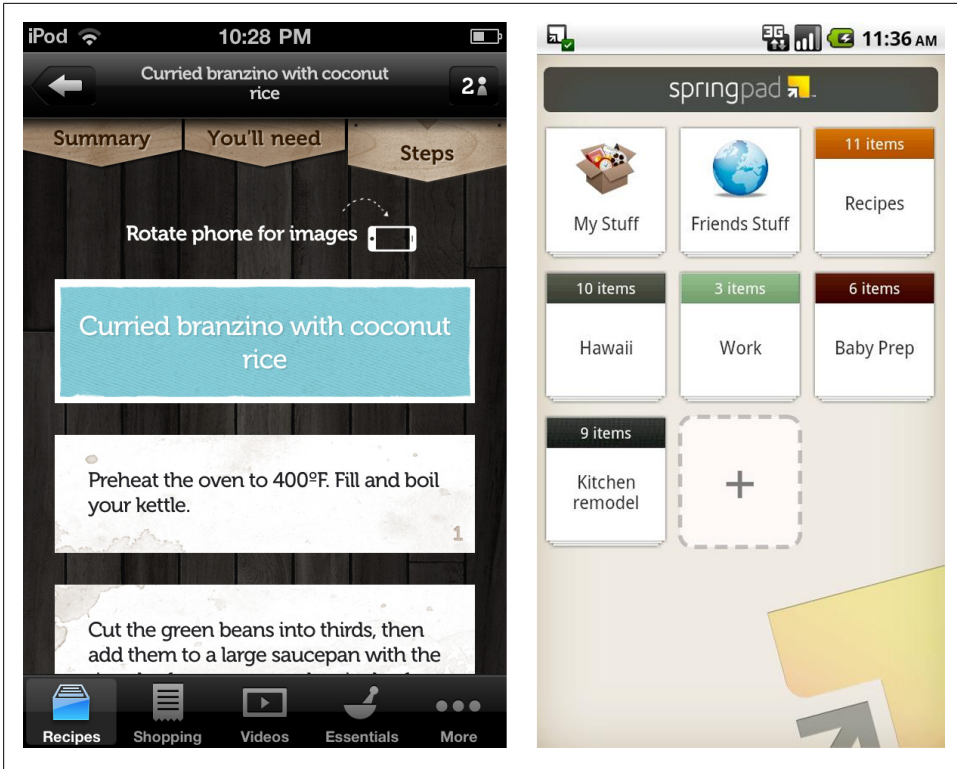 iPod 10:28 PM
Curried branzino with coconut
rice
2
Summary You'll need Steps
Rotate phone for images
Curried branzino with coconut
rice
Preheat the oven to 400ºF. Fill and boil
your kettle.
1
Cut the green beans into thirds, then
add them to a large saucepan with the
Recipes Shopping Videos Essentials More
3G 11:36 AM
springpad
My Stuff
Friends Stuff
11 items
Recipes
10 items
Hawaii
3 items
Work
6 items
Baby Prep
9 items
Kitchen
remodel
+